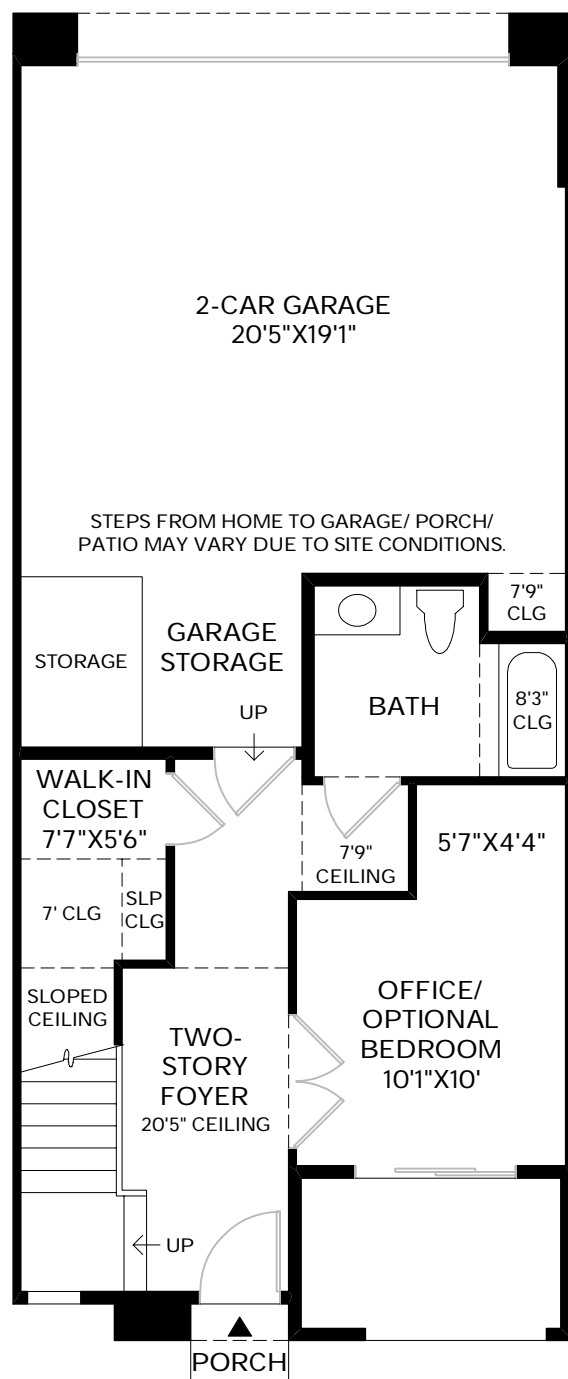 2-CAR GARAGE
20'5"X19'1"
STEPS FROM HOME TO GARAGE/ PORCH/
PATIO MAY VARY DUE TO SITE CONDITIONS.
7'9"
CLG
GARAGE
STORAGE
STORAGE
BATH
8'3"
CLG
UP
WALK-IN
CLOSET
7'7"X5'6"
7'9"
CEILING
5'7"X4'4"
7' CLG
SLP
CLG
SLOPED
CEILING
TWO-
STORY
FOYER
20'5" CEILING
OFFICE/
OPTIONAL
BEDROOM
10'1"X10'
UP
PORCH